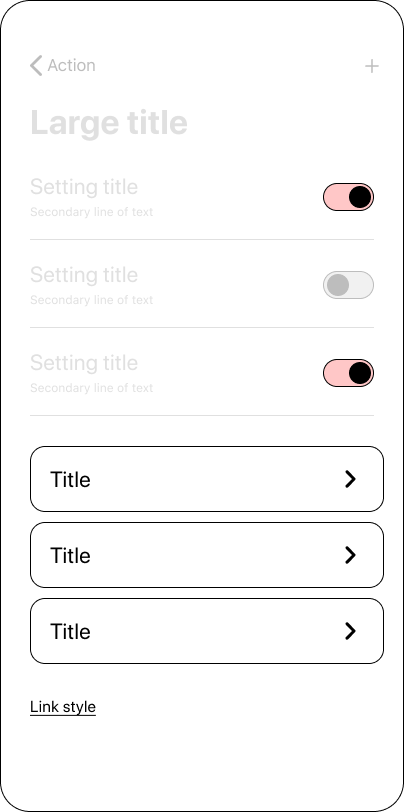 Action
Large title
Setting title
Secondary line of text
Setting title
Secondary line of text
Setting title
Secondary line of text
Title
Title
Title
Link style